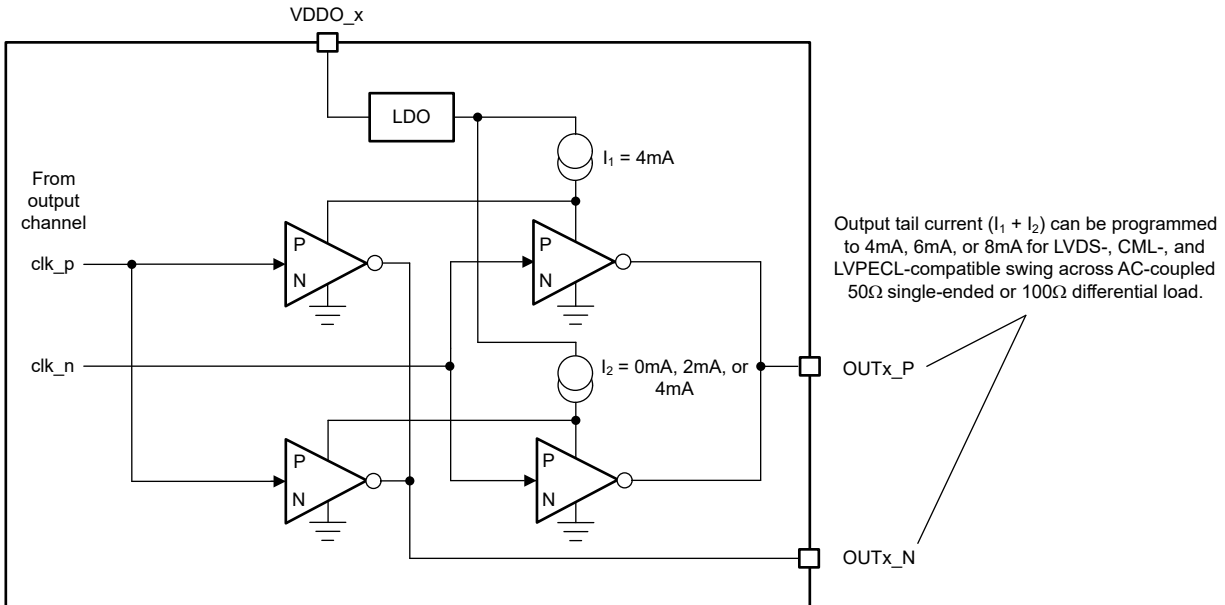 VDDO_x
LDO
I₁ = 4mA
From
output
channel
P
N
P
N
clk_p
Output tail current (I₁ + I₂) can be programmed
to 4mA, 6mA, or 8mA for LVDS-, CML-, and
LVPECL-compatible swing across AC-coupled
50Ω single-ended or 100Ω differential load.
clk_n
I₂ = 0mA, 2mA, or
4mA
OUTx_P
P
N
P
N
OUTx_N